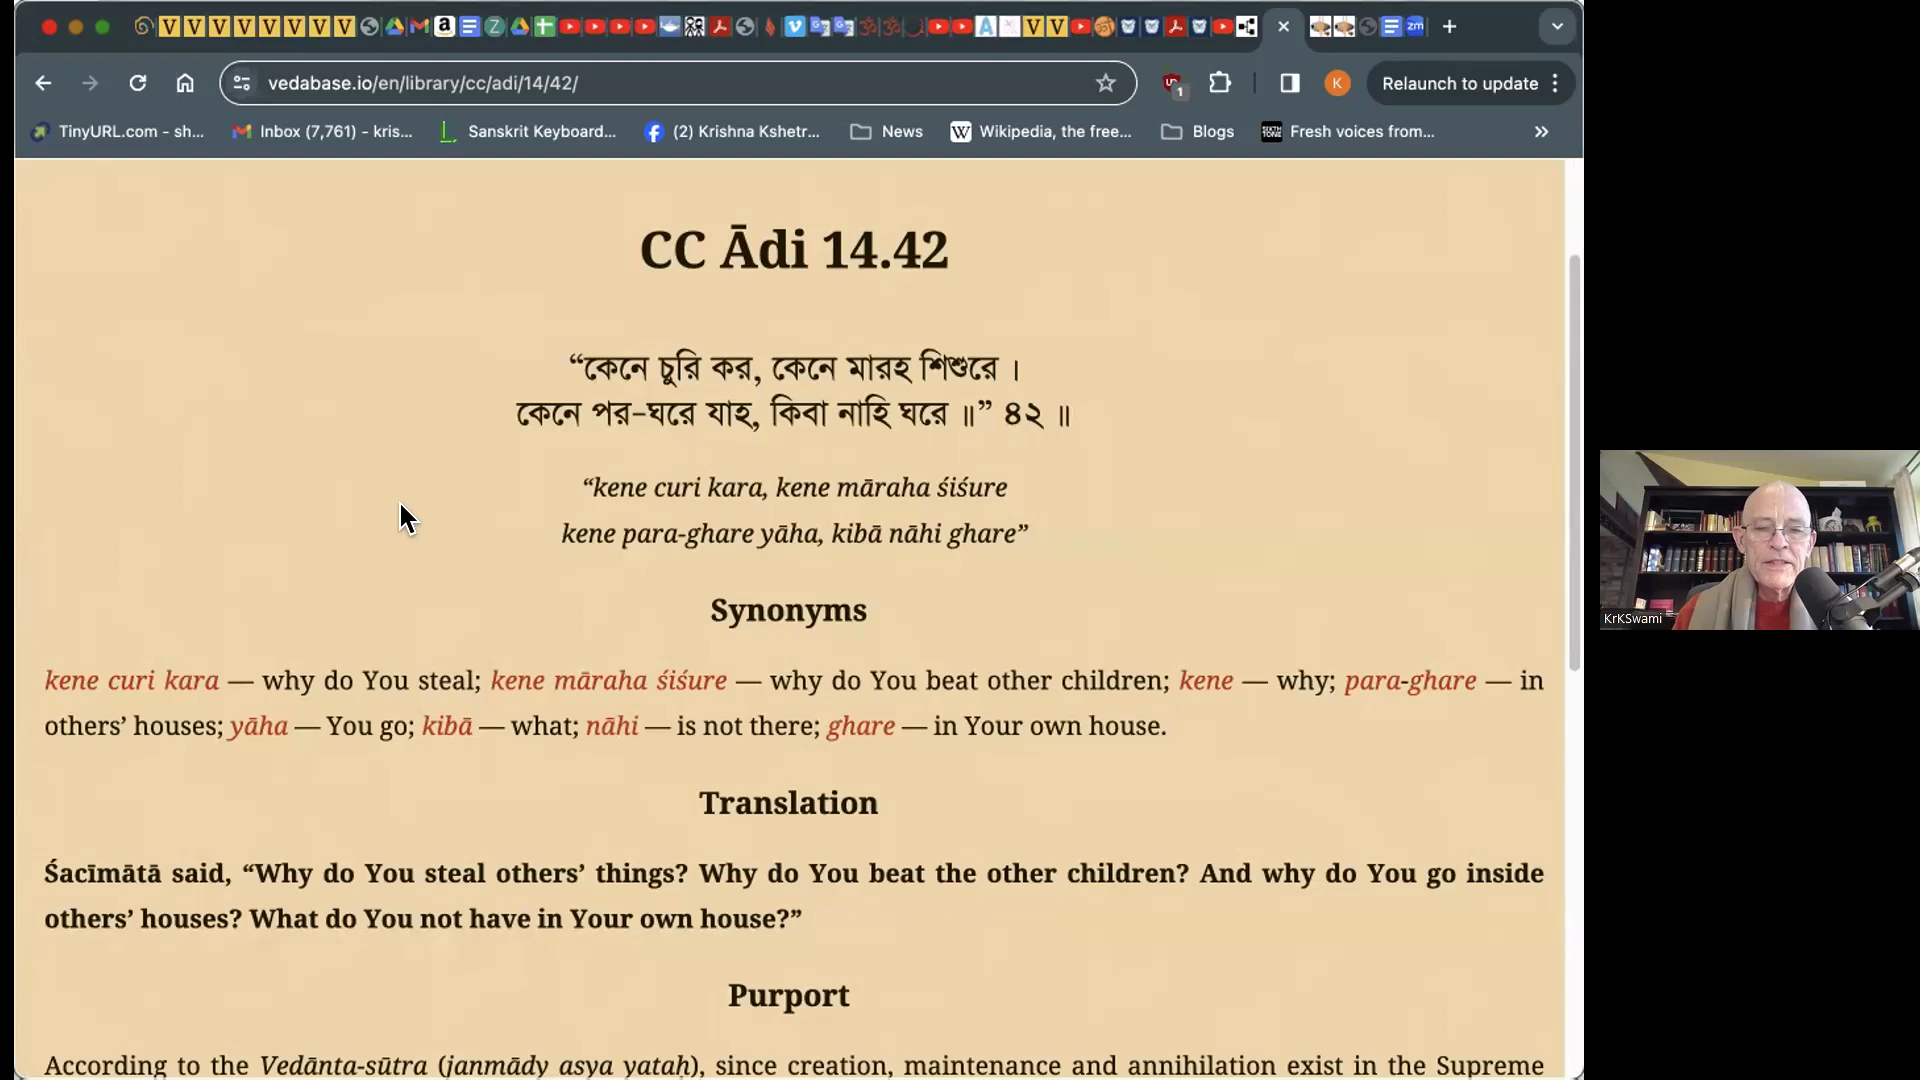 vedabase.io/en/library/cc/adi/14/42/
1
K
Relaunch to update
TinyURL.com - sh...
Inbox (7,761) - kris...
Sanskrit Keyboard...
(2) Krishna Kshetr...
News
Wikipedia, the free...
Blogs
Fresh voices from...
CC Ādi 14.42
“কেনে চুরি কর, কেনে মারহ শিশুরে ।
কেনে পর-ঘরে যাহ, কিবা নাহি ঘরে ॥” ৪২ ॥
“kene curi kara, kene māraha śiśure
kene para-ghare yāha, kibā nāhi ghare”
Synonyms
kene curi kara — why do You steal; kene māraha śiśure — why do You beat other children; kene — why; para-ghare — in
others’ houses; yāha — You go; kibā — what; nāhi — is not there; ghare — in Your own house.
Translation
Śacīmātā said, “Why do You steal others’ things? Why do You beat the other children? And why do You go inside
others’ houses? What do You not have in Your own house?”
Purport
According to the Vedānta-sūtra (janmādy asya yataḥ), since creation, maintenance and annihilation exist in the Supreme
KrKSwami